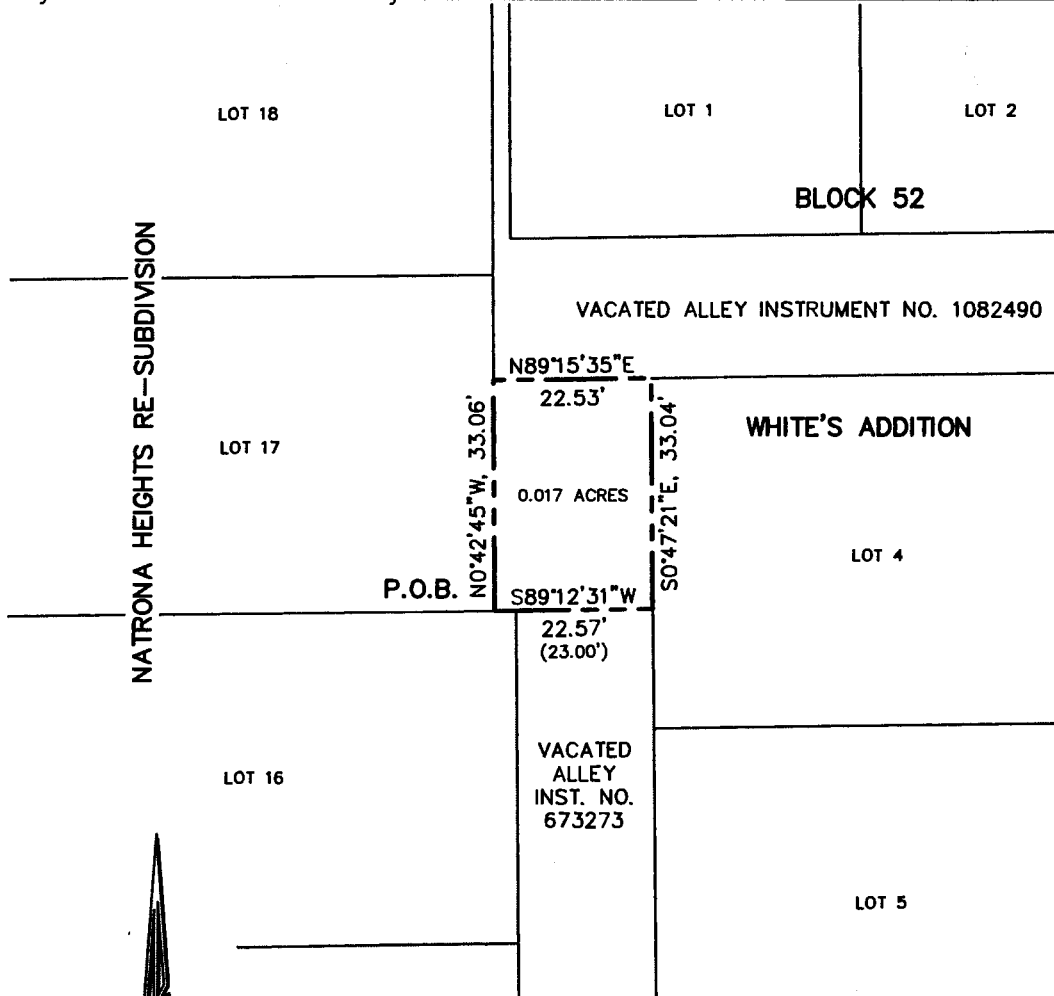 LOT 18
LOT 1
LOT 2
BLOCK 52
NATRONA HEIGHTS RE-SUBDIVISION
VACATED ALLEY INSTRUMENT NO. 1082490
N89°15'35"E
22.53'
N0°42'45"W, 33.06'
S0°47'21"E, 33.04'
WHITE'S ADDITION
LOT 17
0.017 ACRES
LOT 4
P.O.B.
S89°12'31"W
22.57'
(23.00')
LOT 16
VACATED
ALLEY
INST. NO.
673273
LOT 5